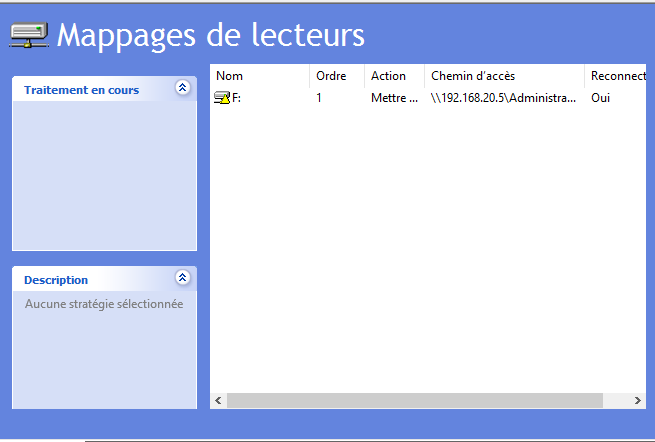 Mappages de lecteurs
Traitement en cours
Description
Aucune stratégie sélectionnée
Nom Ordre Action Chemin d'accès Reconnect
F: 1 Mettre ... \\192.168.20.5\Administra... Oui